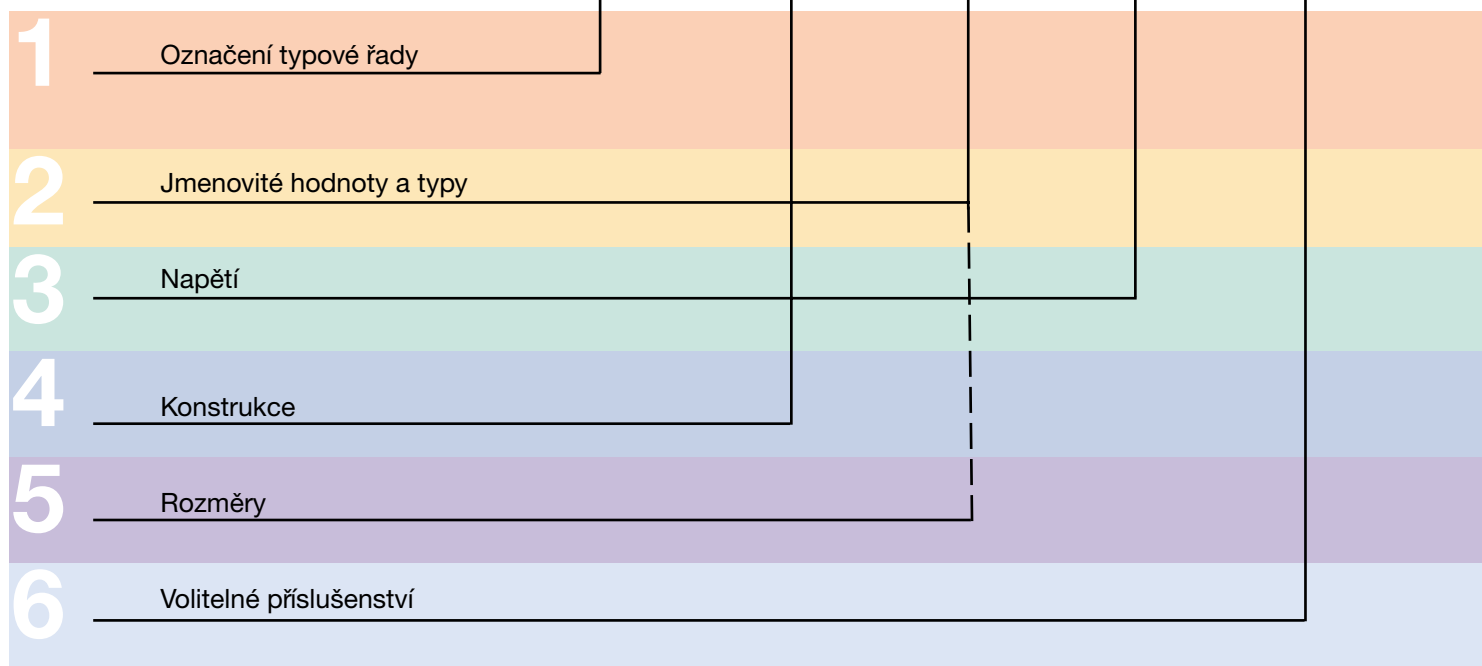 1
Označení typové řady
2
Jmenovité hodnoty a typy
3
Napětí
4
Konstrukce
5
Rozměry
6
Volitelné příslušenství